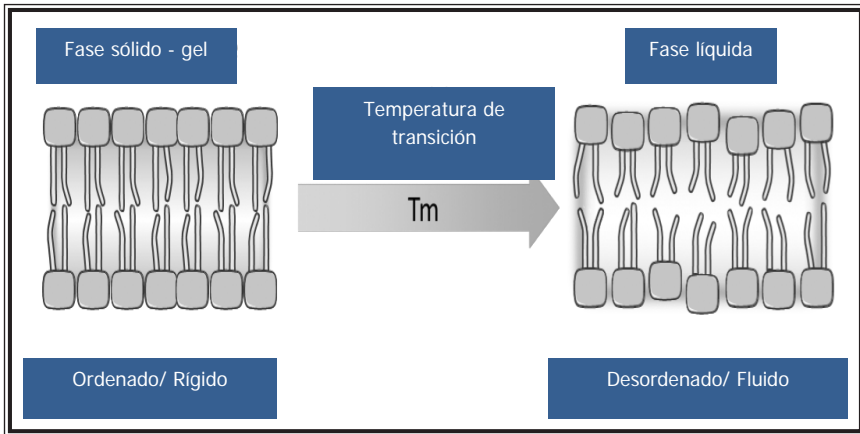 Fase sólido - gel
Fase líquida
Temperatura de
transición
Tm
Ordenado/ Rígido
Desordenado/ Fluido